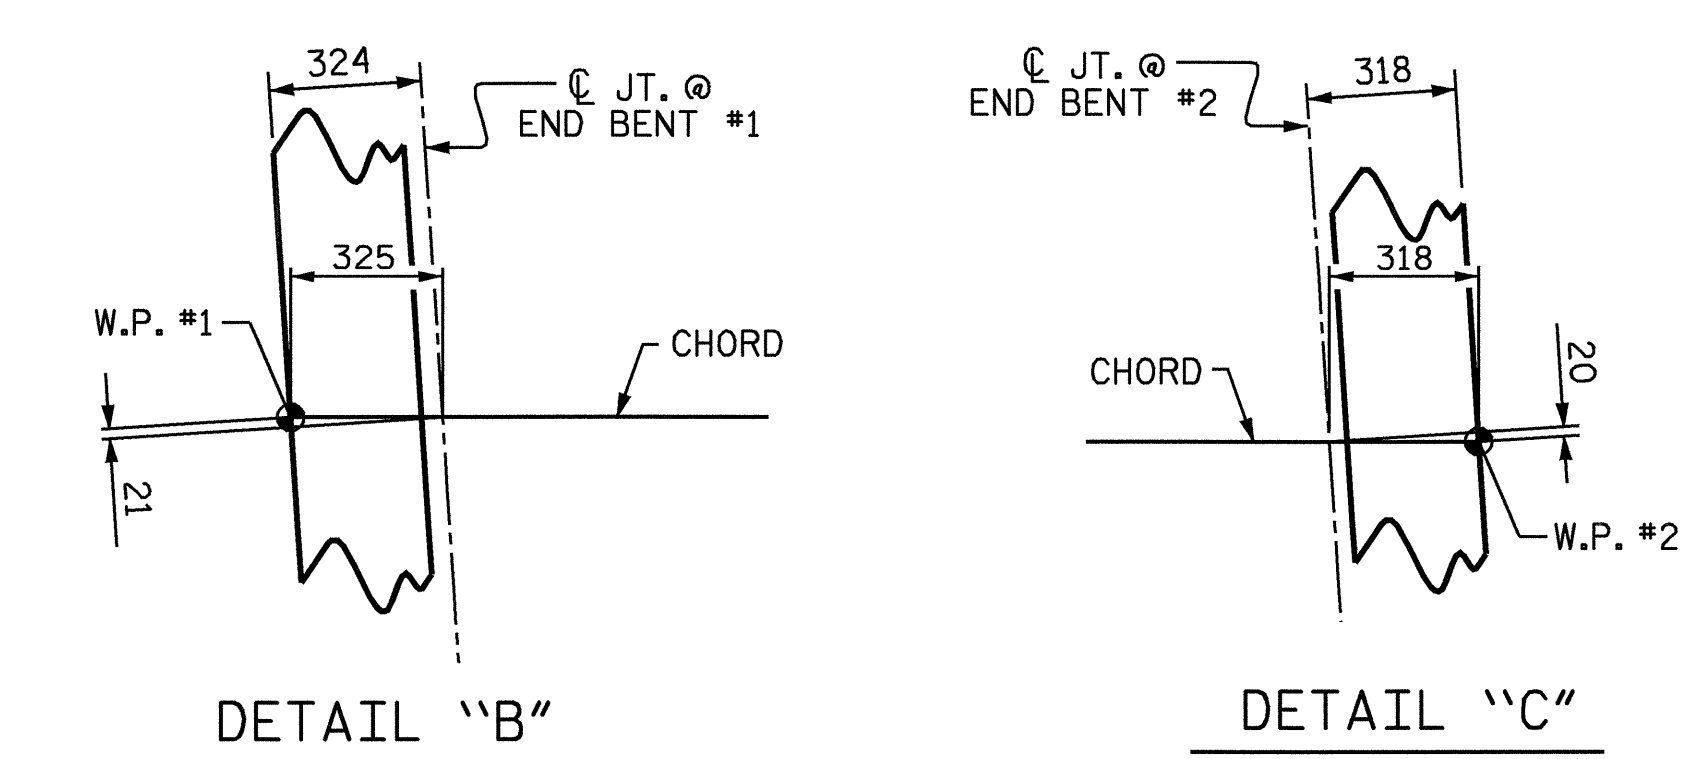 324
℄ JT. @
END BENT #1
325
W.P. #1
CHORD
21
DETAIL "B"
℄ JT. @
END BENT #2
318
318
CHORD
20
W.P. #2
DETAIL "C"